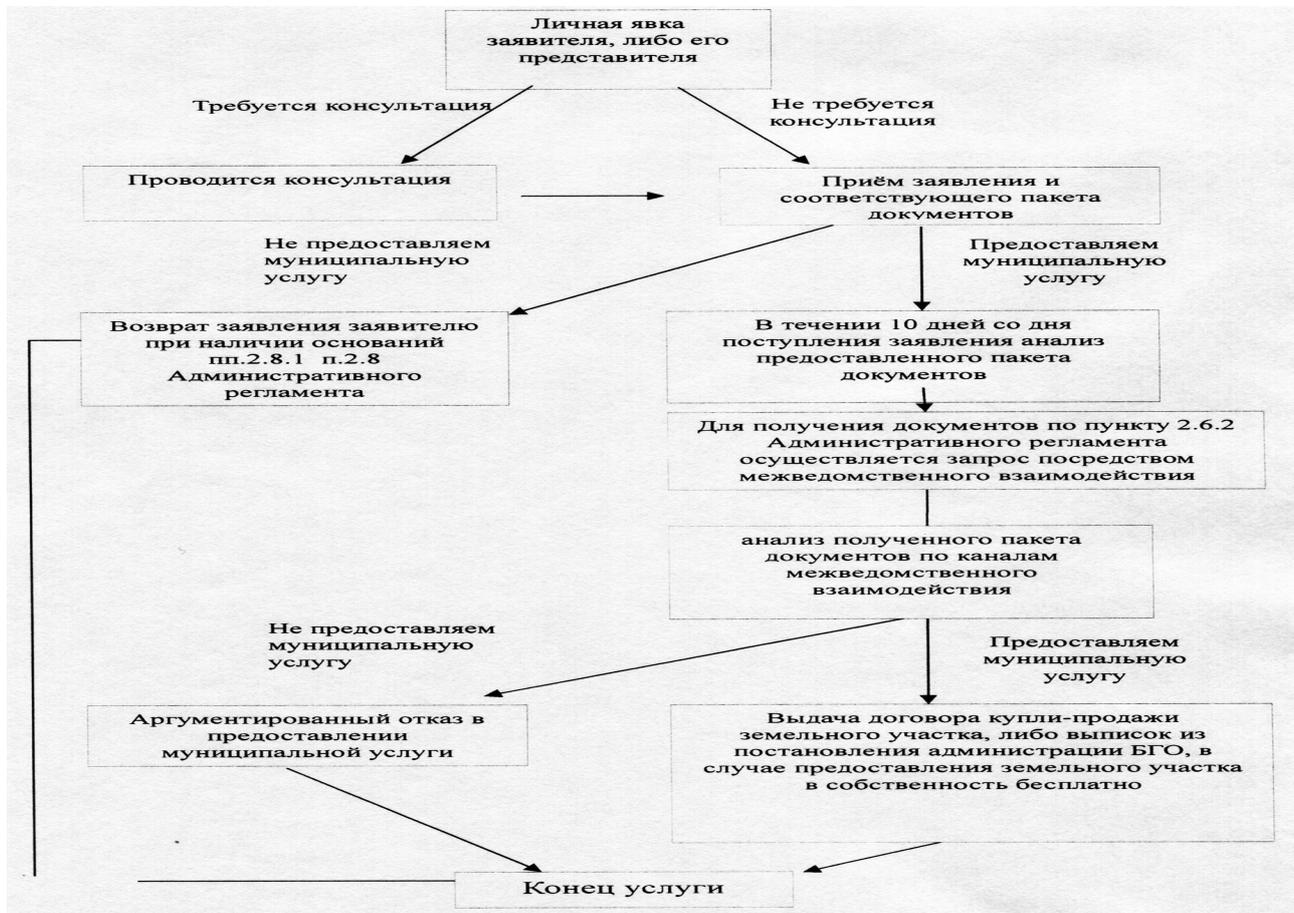 Личная явка
заявителя, либо его
представителя
Требуется консультация
Не требуется
консультация
Проводится консультация
Приём заявления и
соответствующего пакета
документов
Не предоставляем
муниципальную
услугу
Предоставляем
муниципальную
услугу
Возврат заявления заявителю
при наличии оснований
пп.2.8.1 п.2.8
Административного
регламента
В течении 10 дней со дня
поступления заявления анализ
предоставленного пакета
документов
Для получения документов по пункту 2.6.2
Административного регламента
осуществляется запрос посредством
межведомственного взаимодействия
анализ полученного пакета
документов по каналам
межведомственного
взаимодействия
Не предоставляем
муниципальную
услугу
Предоставляем
муниципальную
услугу
Аргументированный отказ в
предоставлении
муниципальной услуги
Выдача договора купли-продажи
земельного участка, либо выписок из
постановления администрации БГО, в
случае предоставления земельного участка
в собственность бесплатно
Конец услуги